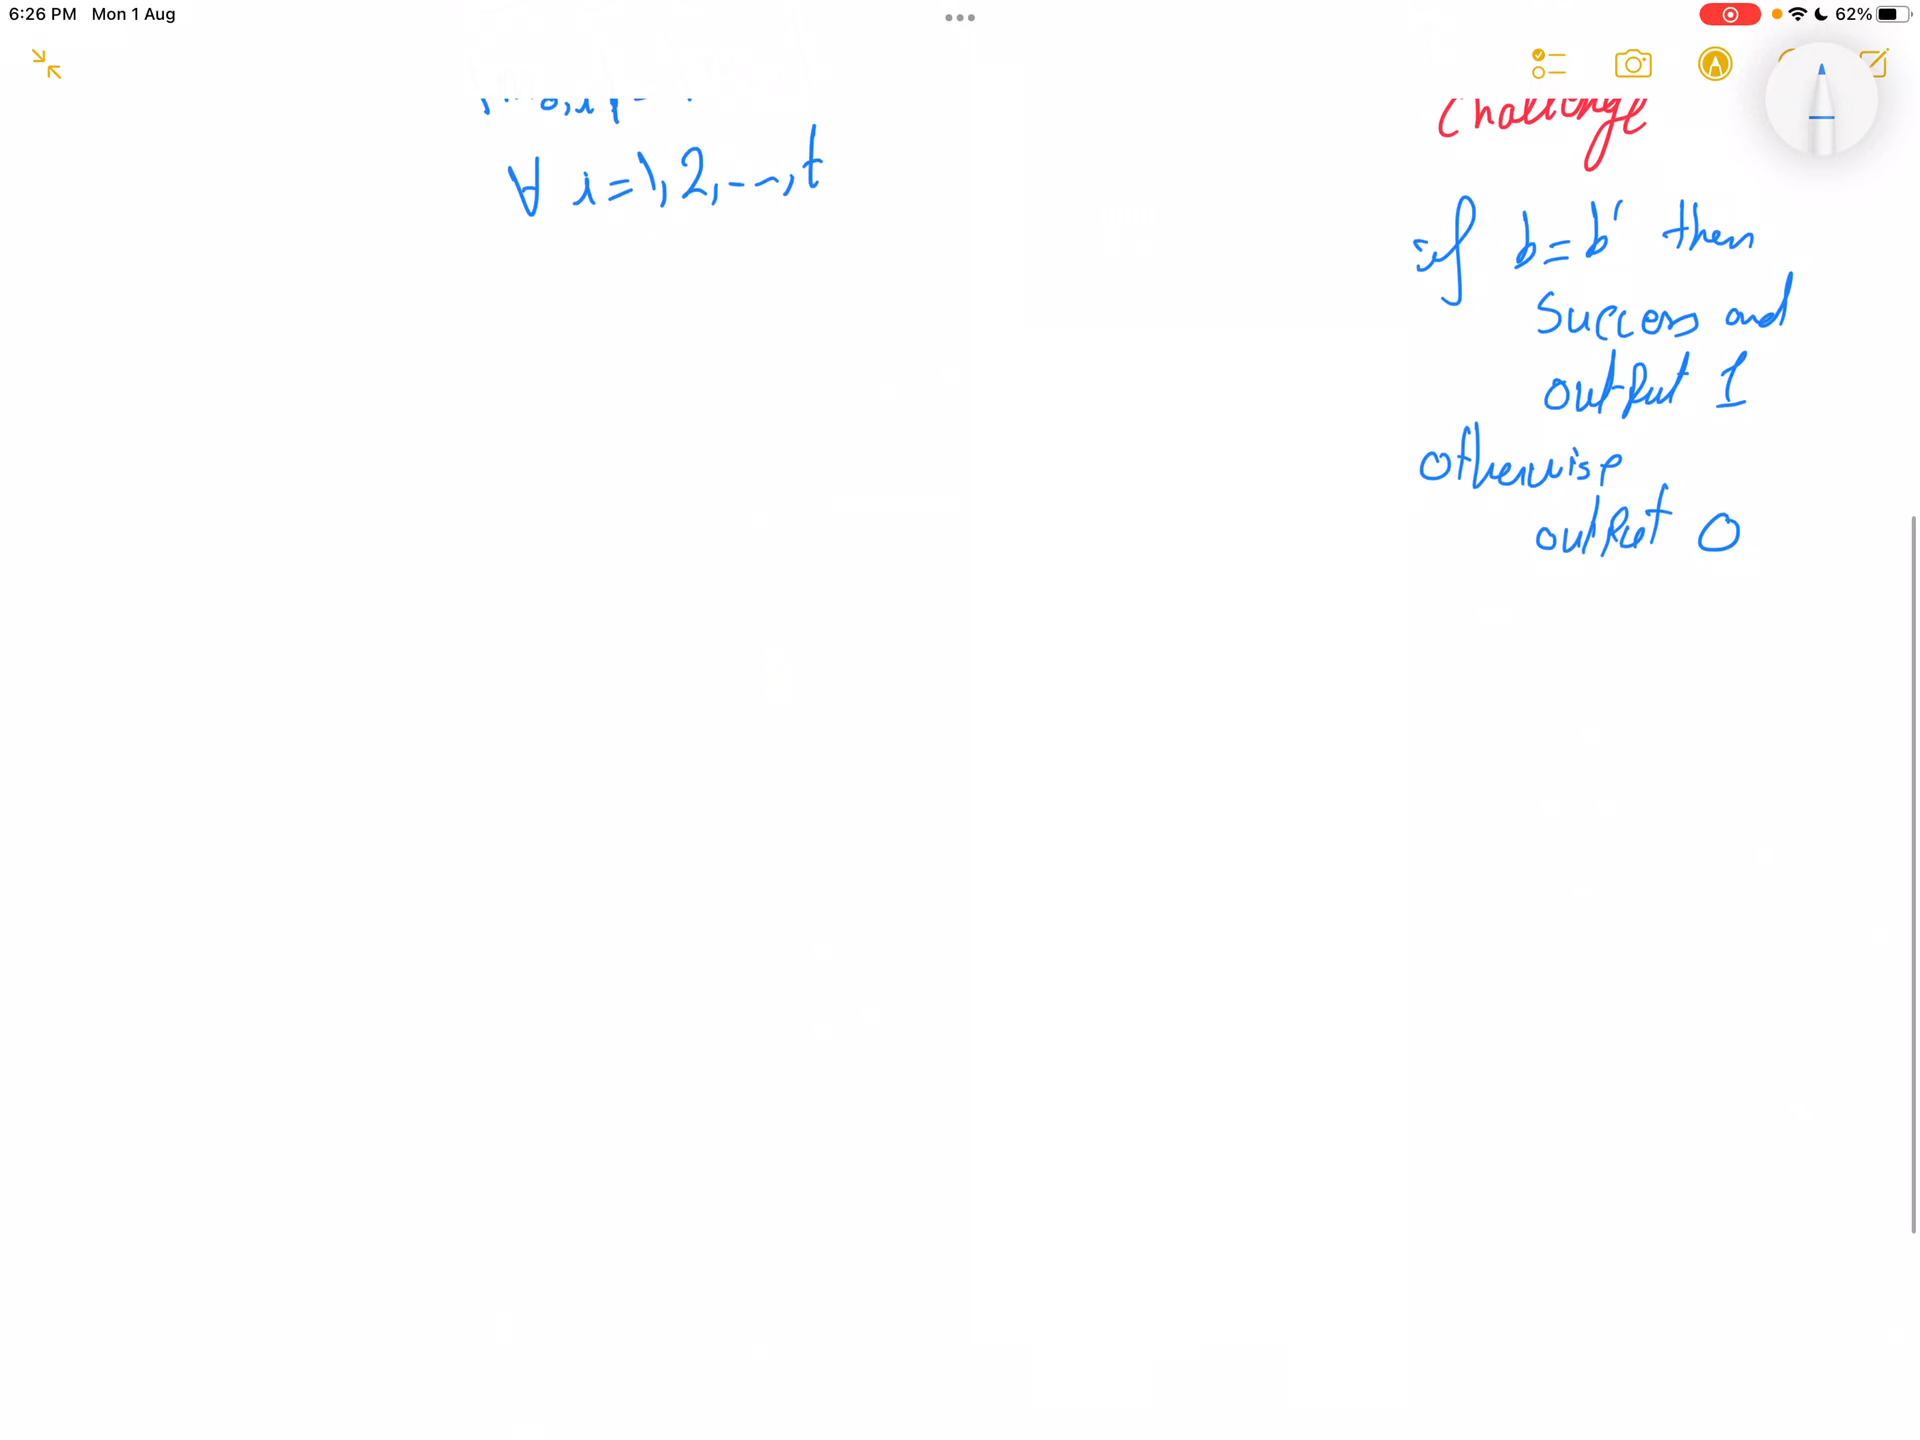 6:26 PM Mon 1 Aug
62%
Challenge
∀ i=1,2,---,t
if b=b' then
Success and
output 1
otherwise
output 0